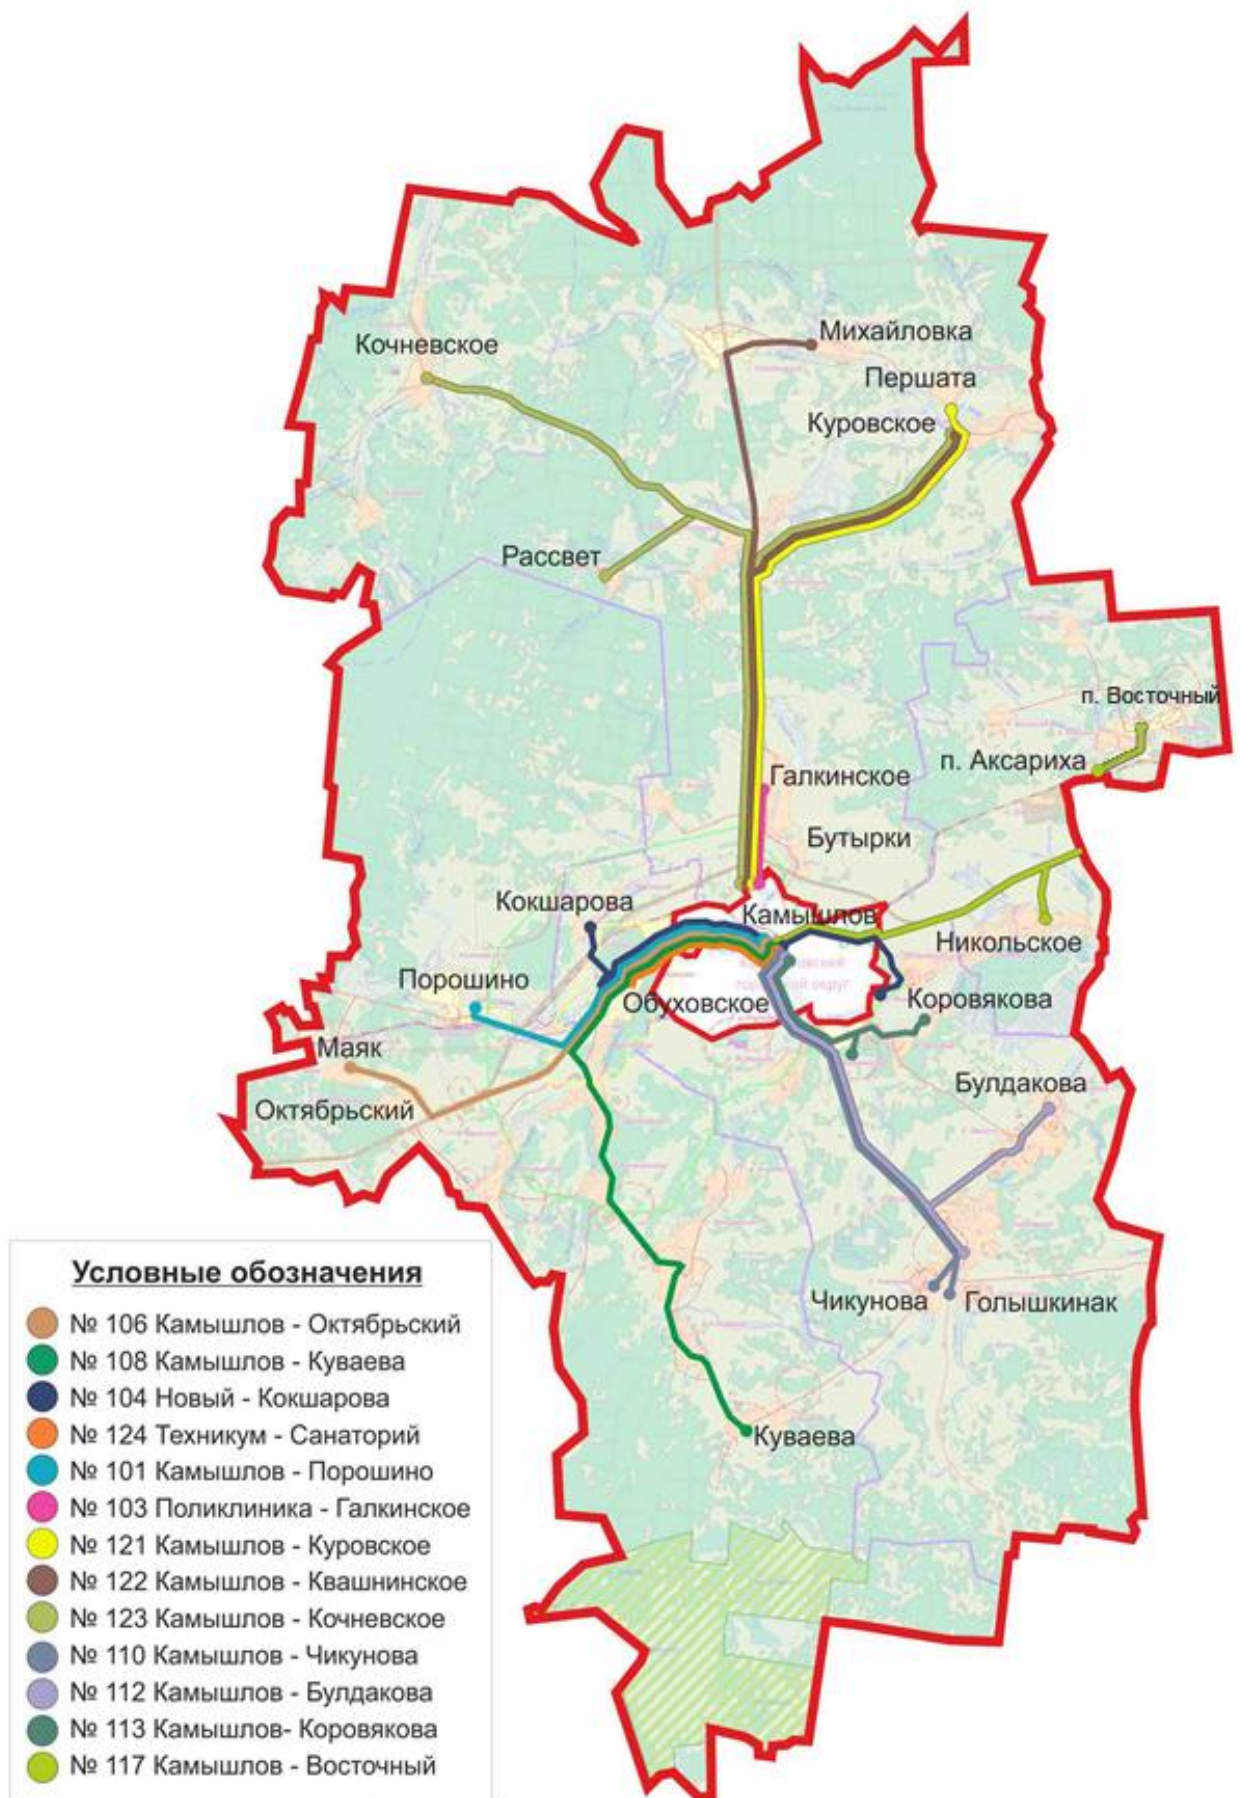 Михайловка
Кочневское
Першата
Куровское
Рассвет
п. Восточный
п. Аксариха
Галкинское
Бутырки
Кокшарова
Камышлов
Никольское
Порошино
Обуховское
Коровякова
Маяк
Булдакова
Октябрьский
Чикунова
Голышкинак
Куваева
Условные обозначения
№ 106 Камышлов - Октябрьский
№ 108 Камышлов - Куваева
№ 104 Новый - Кокшарова
№ 124 Техникум - Санаторий
№ 101 Камышлов - Порошино
№ 103 Поликлиника - Галкинское
№ 121 Камышлов - Куровское
№ 122 Камышлов - Квашнинское
№ 123 Камышлов - Кочневское
№ 110 Камышлов - Чикунова
№ 112 Камышлов - Булдакова
№ 113 Камышлов- Коровякова
№ 117 Камышлов - Восточный